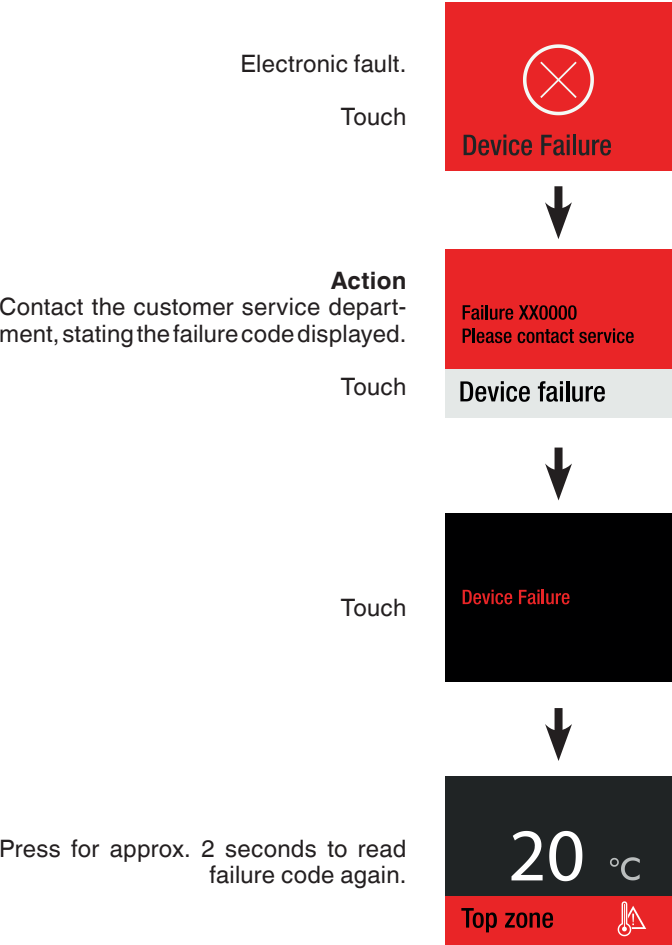 Electronic fault.
Touch
Device Failure
Action
Contact the customer service depart-
ment, stating the failure code displayed.
Touch
Failure XX0000
Please contact service
Device failure
Touch
Device Failure
Press for approx. 2 seconds to read
failure code again.
20 °C
Top zone